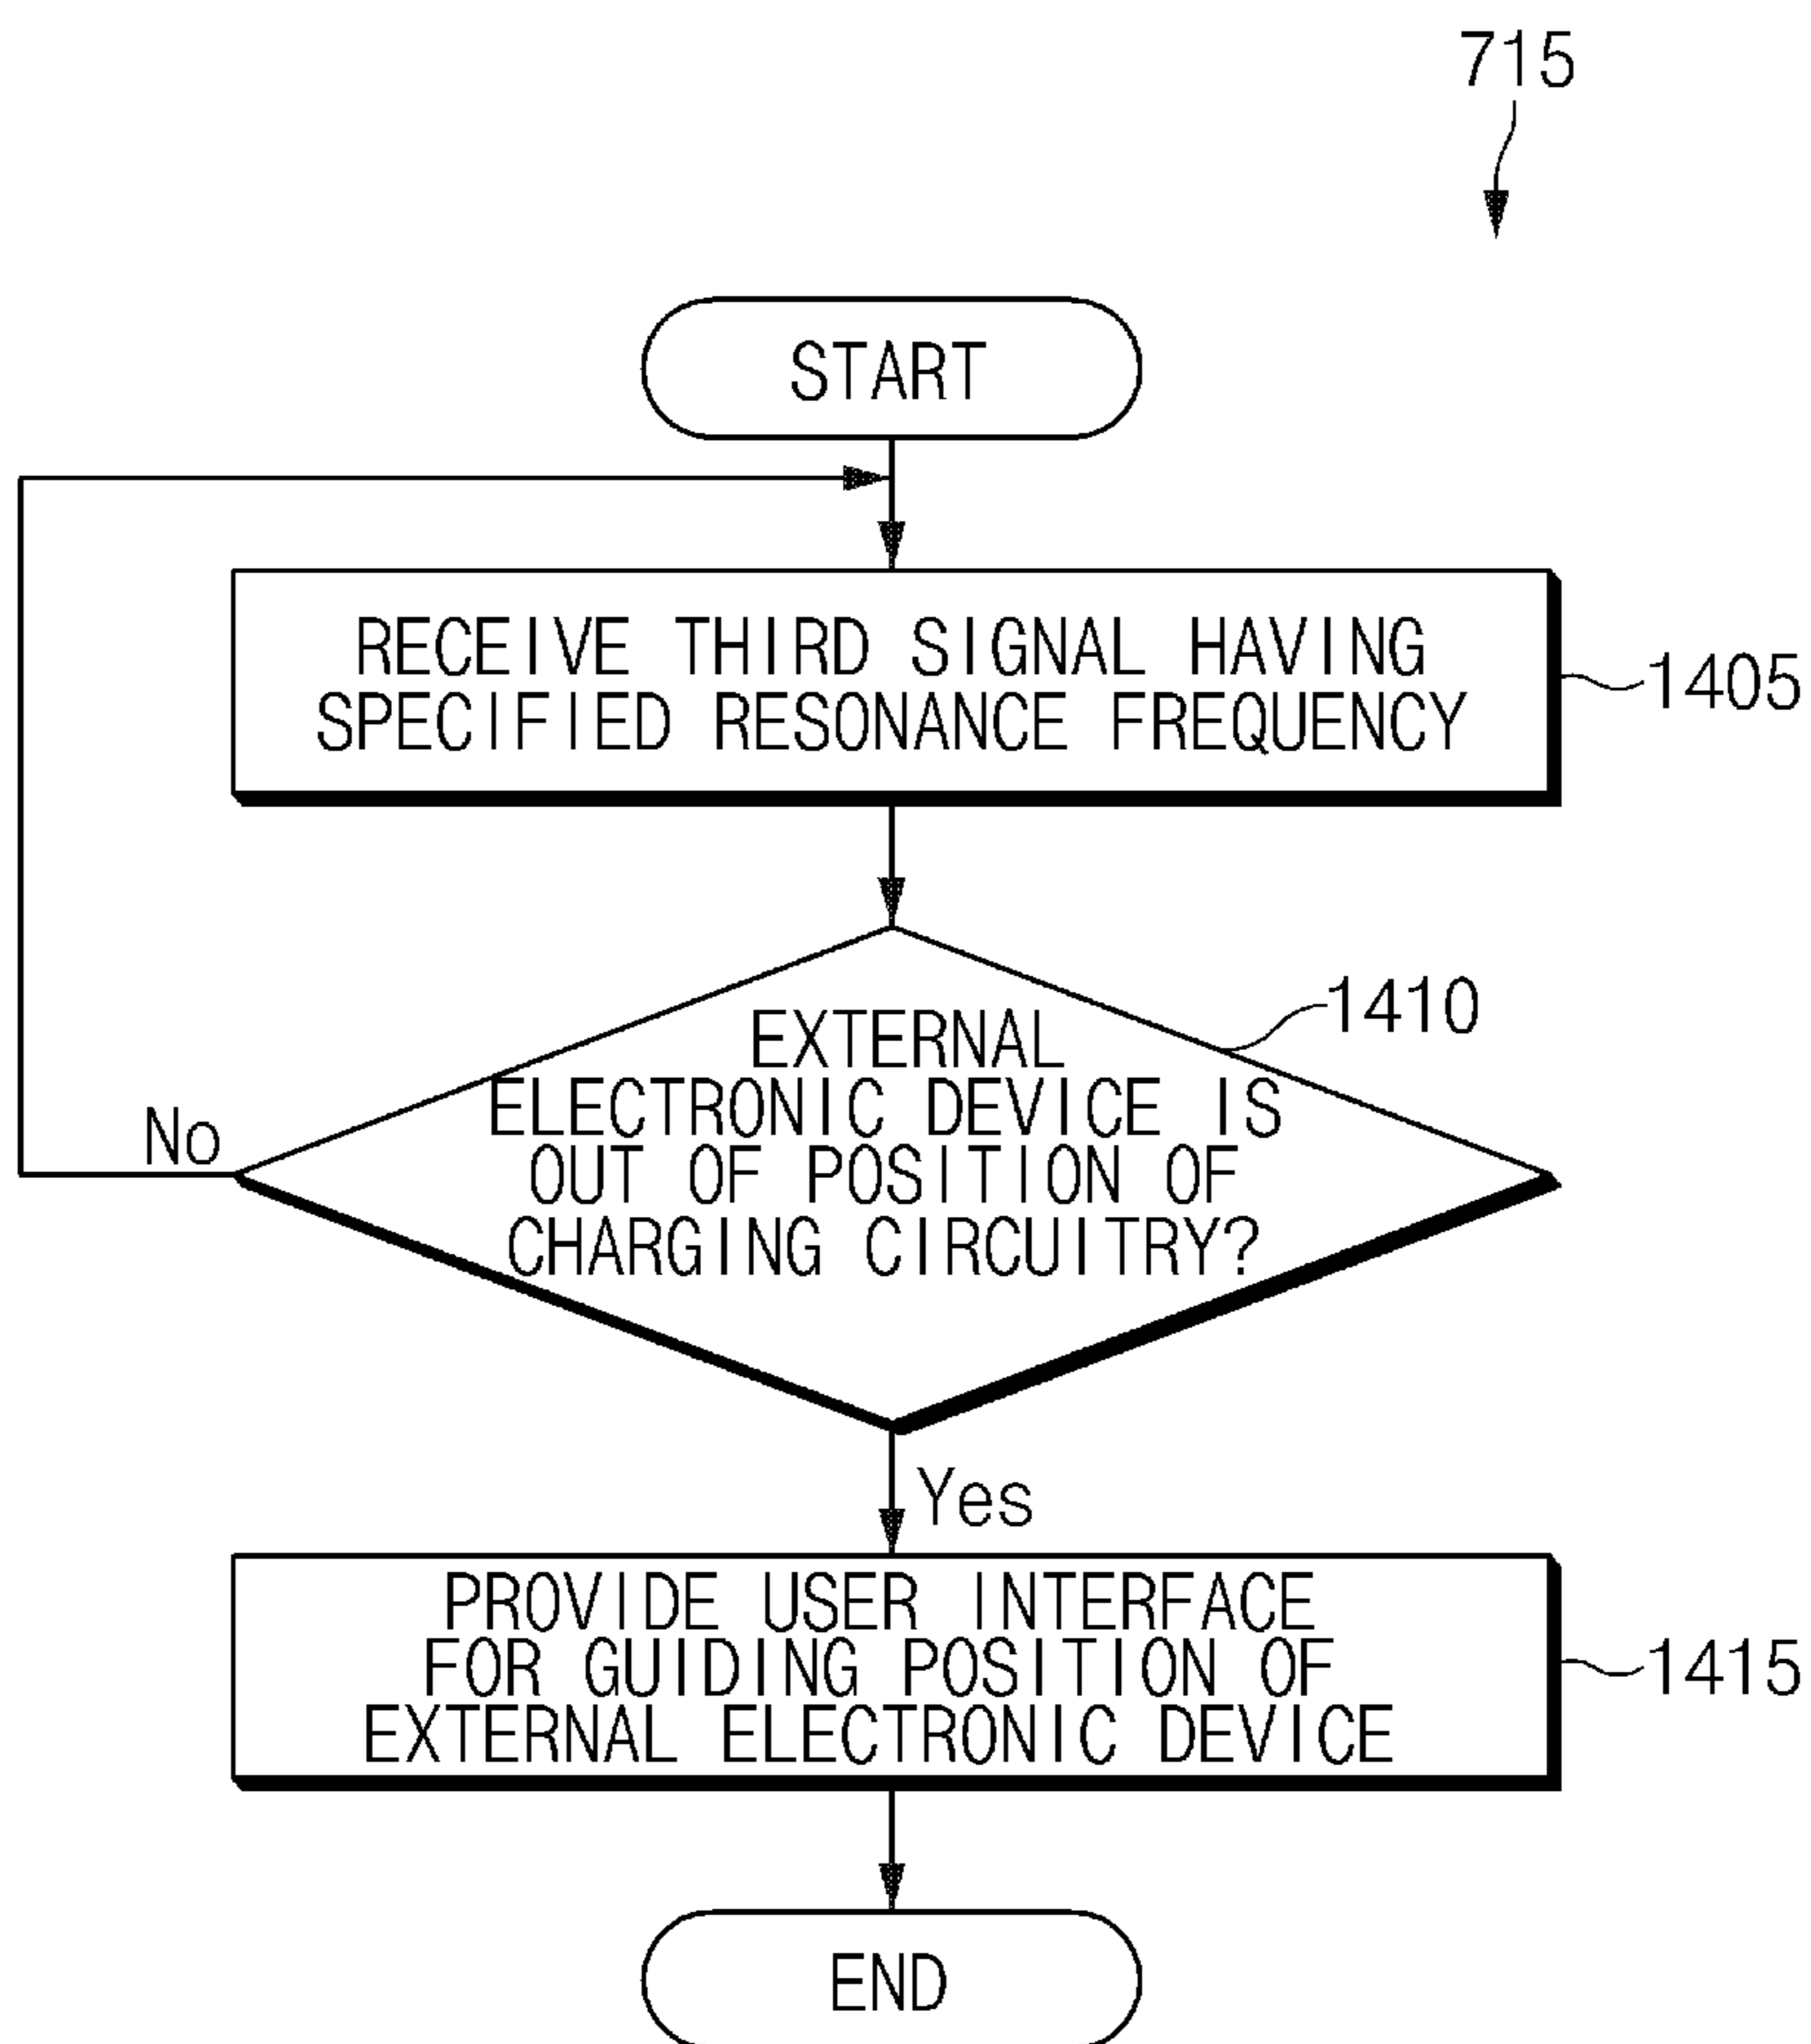 715
START
RECEIVE THIRD SIGNAL HAVING
SPECIFIED RESONANCE FREQUENCY
1405
1410
EXTERNAL
ELECTRONIC DEVICE IS
OUT OF POSITION OF
CHARGING CIRCUITRY?
No
Yes
PROVIDE USER INTERFACE
FOR GUIDING POSITION OF
EXTERNAL ELECTRONIC DEVICE
1415
END